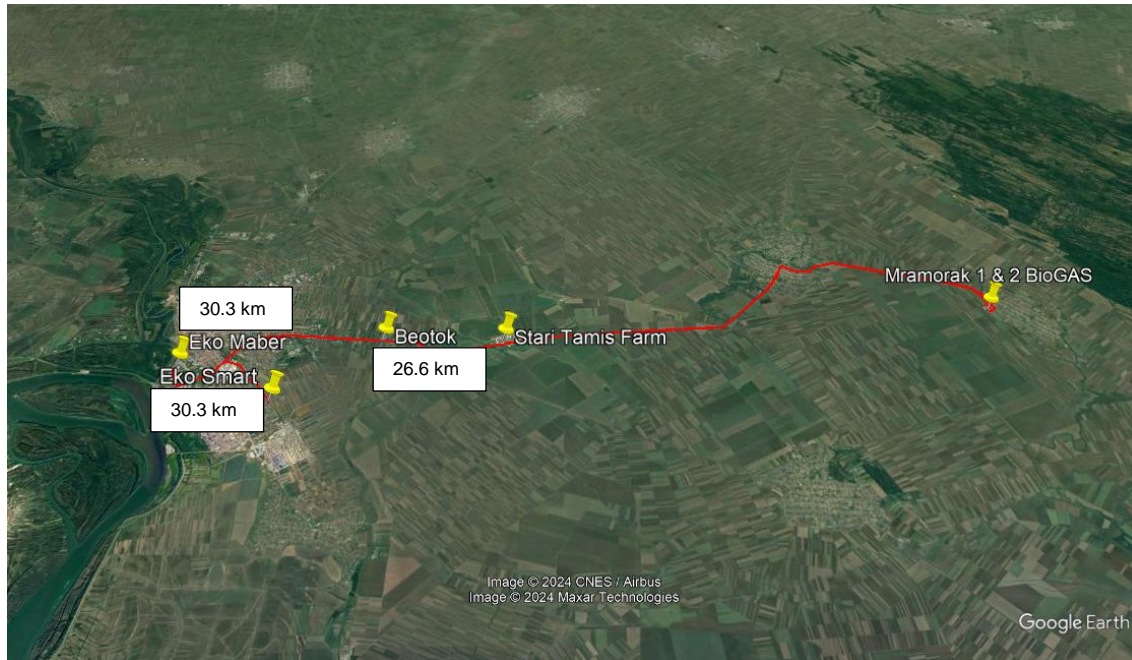 Mramorak 1 & 2 BioGAS
30.3 km
Eko Maber
Beotok
Stari Tamis Farm
26.6 km
Eko Smart
30.3 km
Image © 2024 CNES / Airbus
Image © 2024 Maxar Technologies
Google Earth